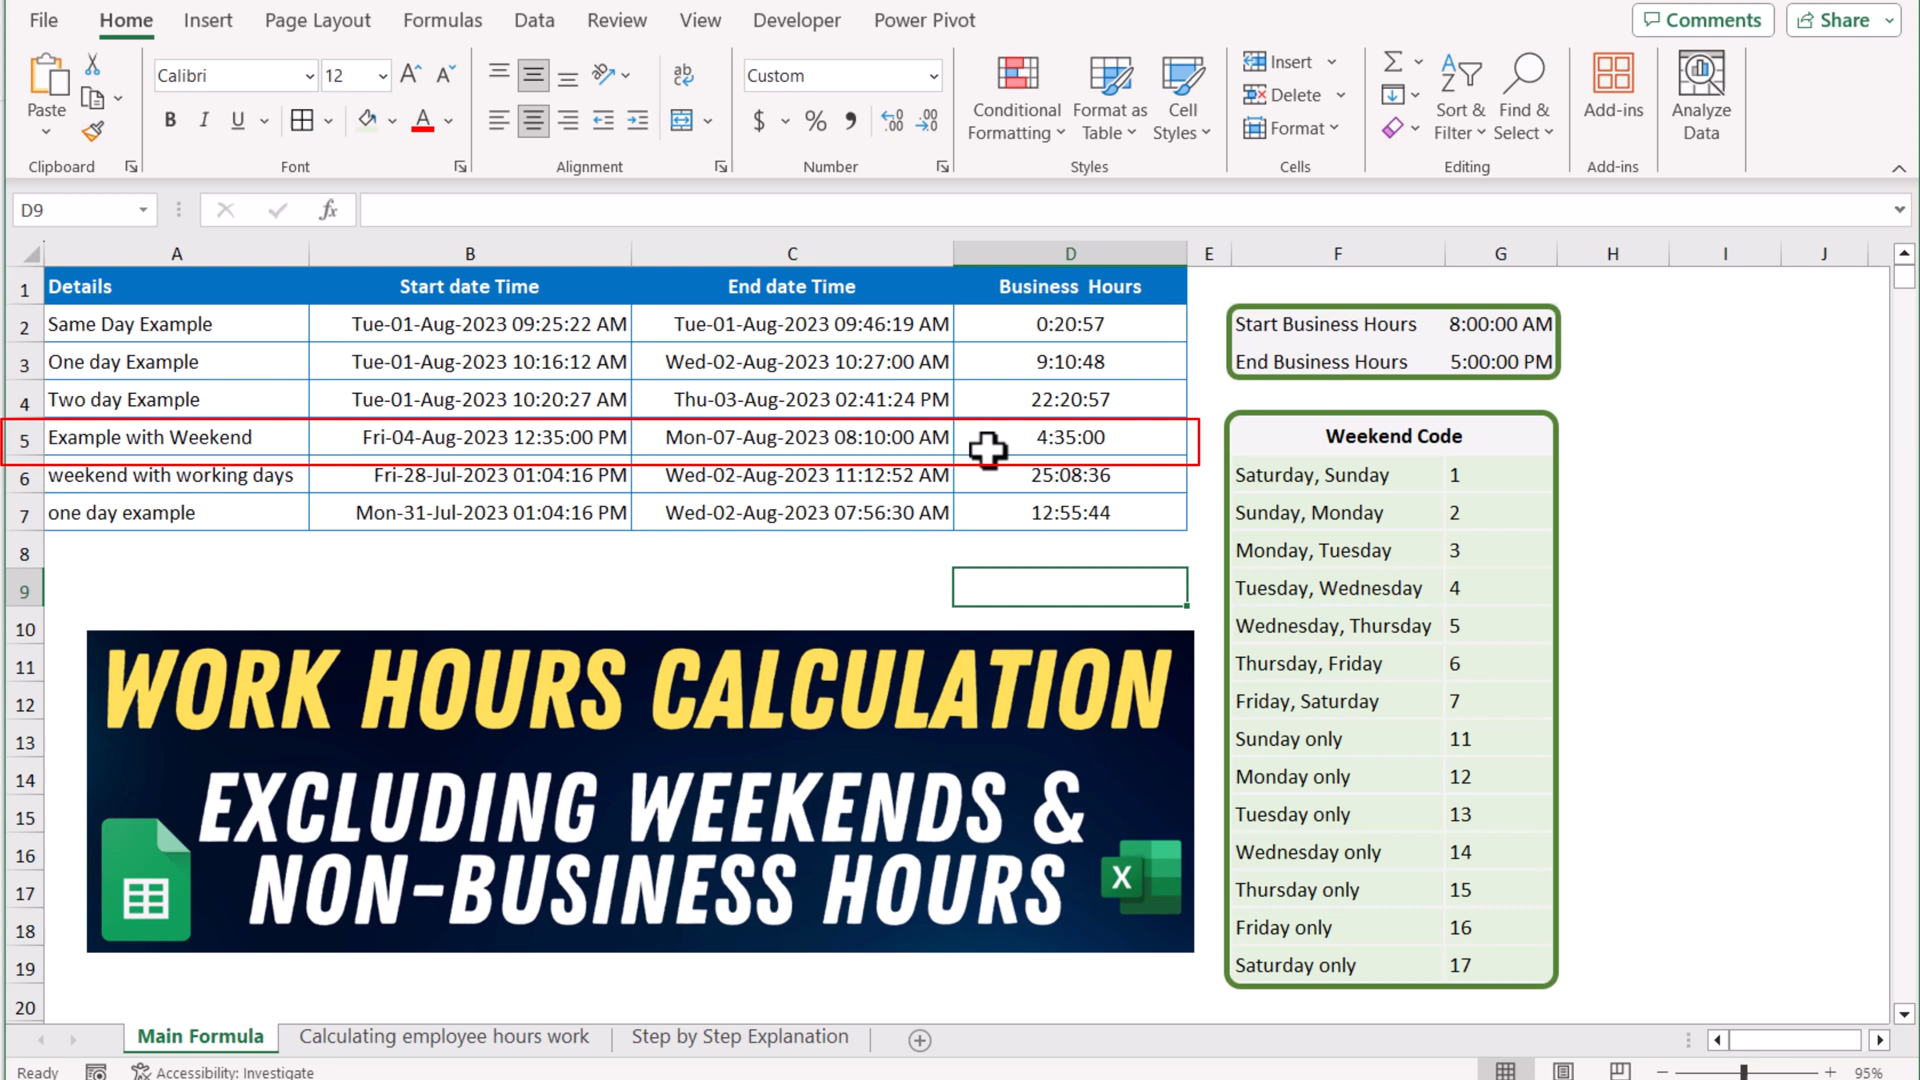 File Home Insert Page Layout Formulas Data Review View Developer Power Pivot Comments Share
Calibri 12 ab Custom Insert
Paste Conditional Format as Cell Delete Sort & Find & Add-ins Analyze
B I U A $ % Formatting Table Styles Format Filter Select Data
Clipboard Font Alignment Number Styles Cells Editing Add-ins
D9 fx
A B C D E F G H I J
1 Details Start date Time End date Time Business Hours
2 Same Day Example Tue-01-Aug-2023 09:25:22 AM Tue-01-Aug-2023 09:46:19 AM 0:20:57 Start Business Hours 8:00:00 AM
3 One day Example Tue-01-Aug-2023 10:16:12 AM Wed-02-Aug-2023 10:27:00 AM 9:10:48 End Business Hours 5:00:00 PM
4 Two day Example Tue-01-Aug-2023 10:20:27 AM Thu-03-Aug-2023 02:41:24 PM 22:20:57
5 Example with Weekend Fri-04-Aug-2023 12:35:00 PM Mon-07-Aug-2023 08:10:00 AM 4:35:00 Weekend Code
6 weekend with working days Fri-28-Jul-2023 01:04:16 PM Wed-02-Aug-2023 11:12:52 AM 25:08:36 Saturday, Sunday 1
7 one day example Mon-31-Jul-2023 01:04:16 PM Wed-02-Aug-2023 07:56:30 AM 12:55:44 Sunday, Monday 2
8 Monday, Tuesday 3
9 Tuesday, Wednesday 4
10 Wednesday, Thursday 5
11 Thursday, Friday 6
12 Friday, Saturday 7
13 Sunday only 11
14 Monday only 12
15 Tuesday only 13
16 Wednesday only 14
17 Thursday only 15
18 Friday only 16
19 Saturday only 17
20
WORK HOURS CALCULATION
EXCLUDING WEEKENDS &
NON-BUSINESS HOURS
X
Main Formula Calculating employee hours work Step by Step Explanation
Ready Accessibility: Investigate 95%